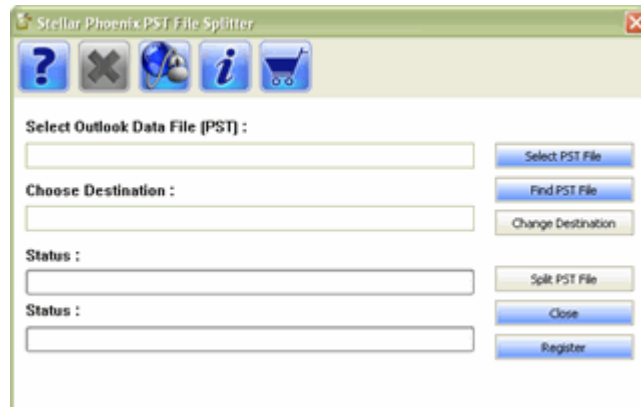 Stellar Phoenix PST File Splitter
Select Outlook Data File (PST) :
Select PST File
Choose Destination :
Find PST File
Change Destination
Status :
Split PST File
Status :
Close
Register